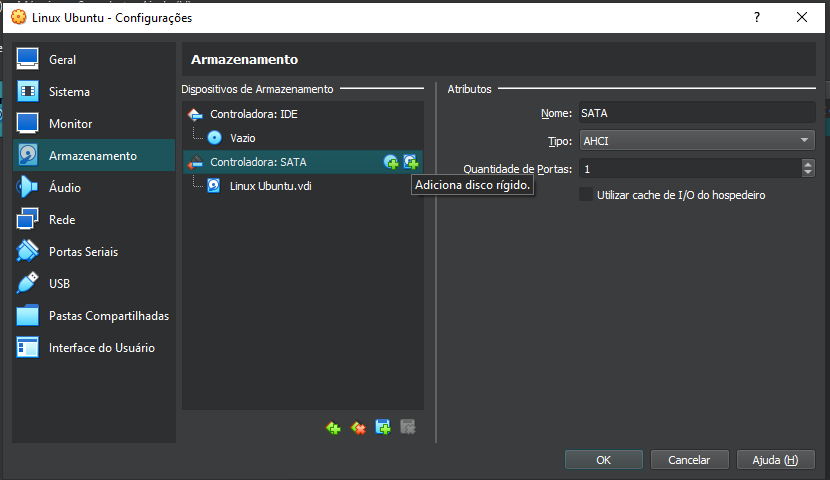 Linux Ubuntu - Configurações
Geral
Sistema
Monitor
Armazenamento
Áudio
Rede
Portas Seriais
USB
Pastas Compartilhadas
Interface do Usuário
Armazenamento
Dispositivos de Armazenamento
Controladora: IDE
Vazio
Controladora: SATA
Linux Ubuntu.vdi
Adiciona disco rígido.
Atributos
Nome: SATA
Tipo: AHCI
Quantidade de Portas: 1
Utilizar cache de I/O do hospedeiro
OK
Cancelar
Ajuda (H)